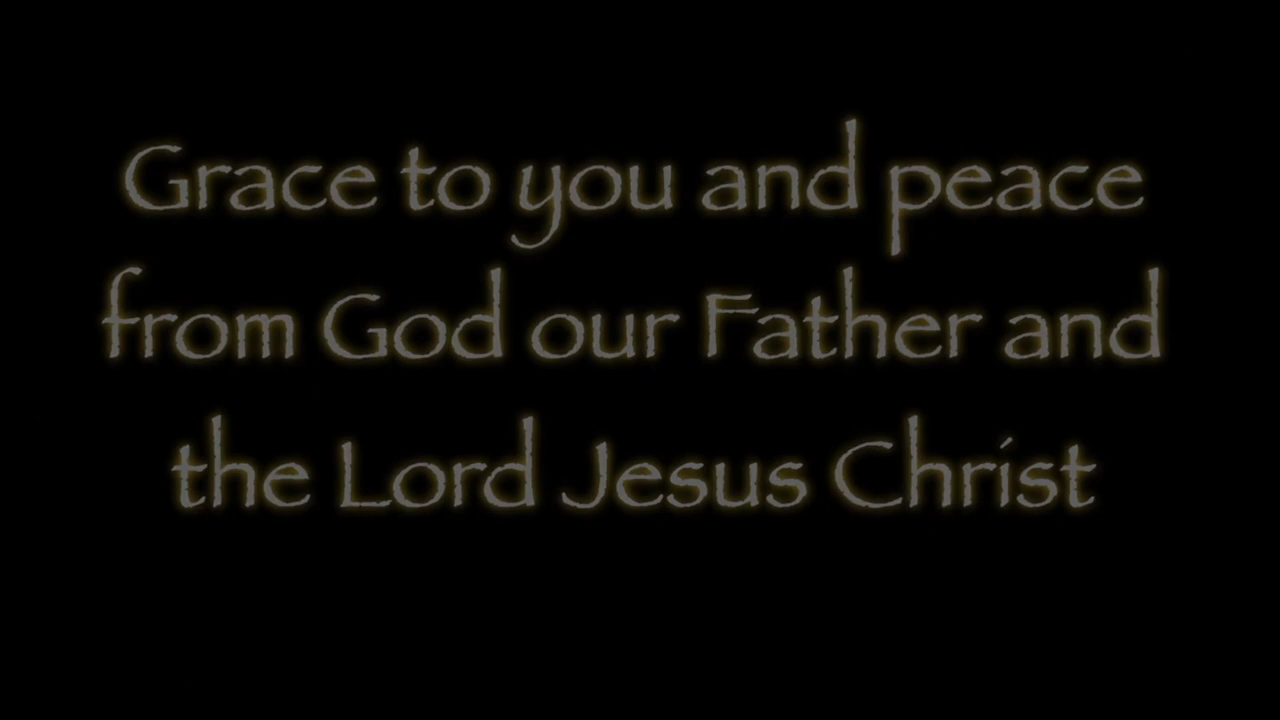 Grace to you and peace
from God our Father and
the Lord Jesus Christ